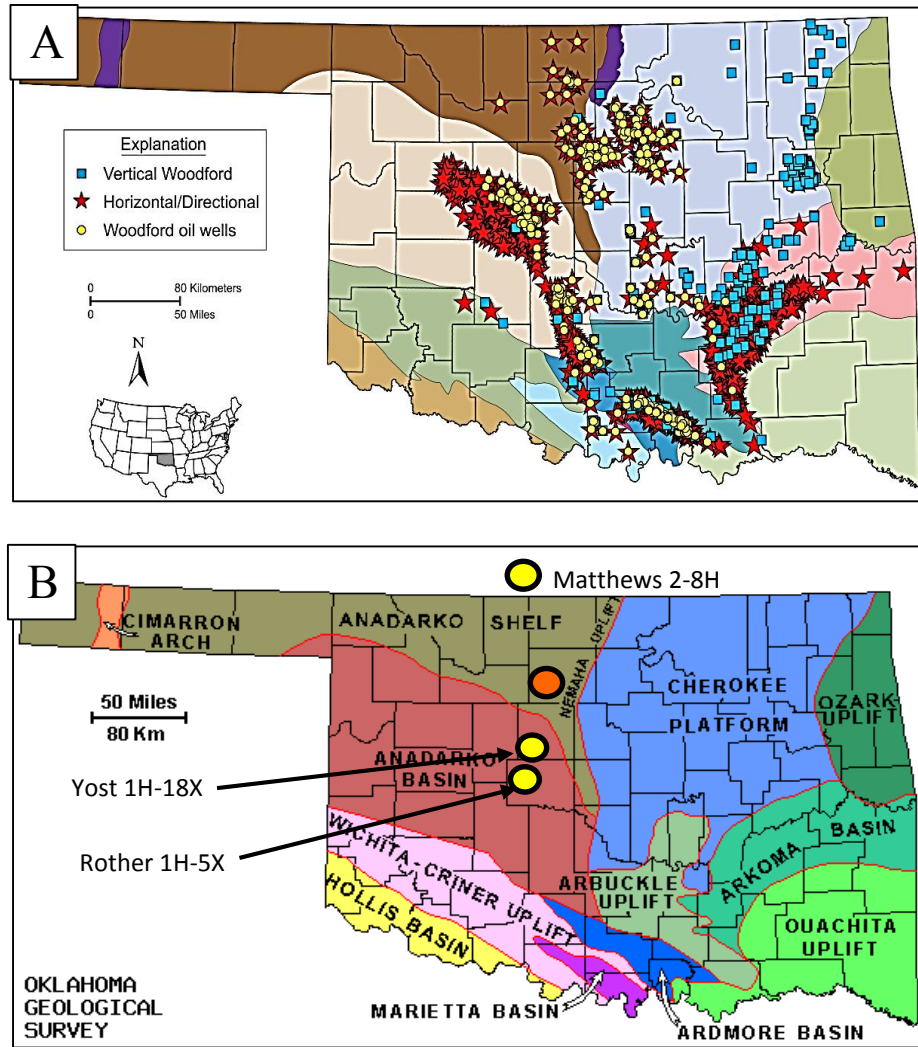 A
Explanation
Vertical Woodford
Horizontal/Directional
Woodford oil wells
0 80 Kilometers
0 50 Miles
N
B
Matthews 2-8H
CIMARRON
ARCH
ANADARKO SHELF
NEMAHA UPLIFT
50 Miles
80 Km
CHEROKEE
PLATFORM
OZARK
UPLIFT
ANADARKO
BASIN
Yost 1H-18X
Rother 1H-5X
WICHITA-CRINER UPLIFT
HOLLIS BASIN
ARBUCKLE
UPLIFT
ARKOMA BASIN
OUACHITA
UPLIFT
MARIETTA BASIN
ARDMORE BASIN
OKLAHOMA
GEOLOGICAL
SURVEY